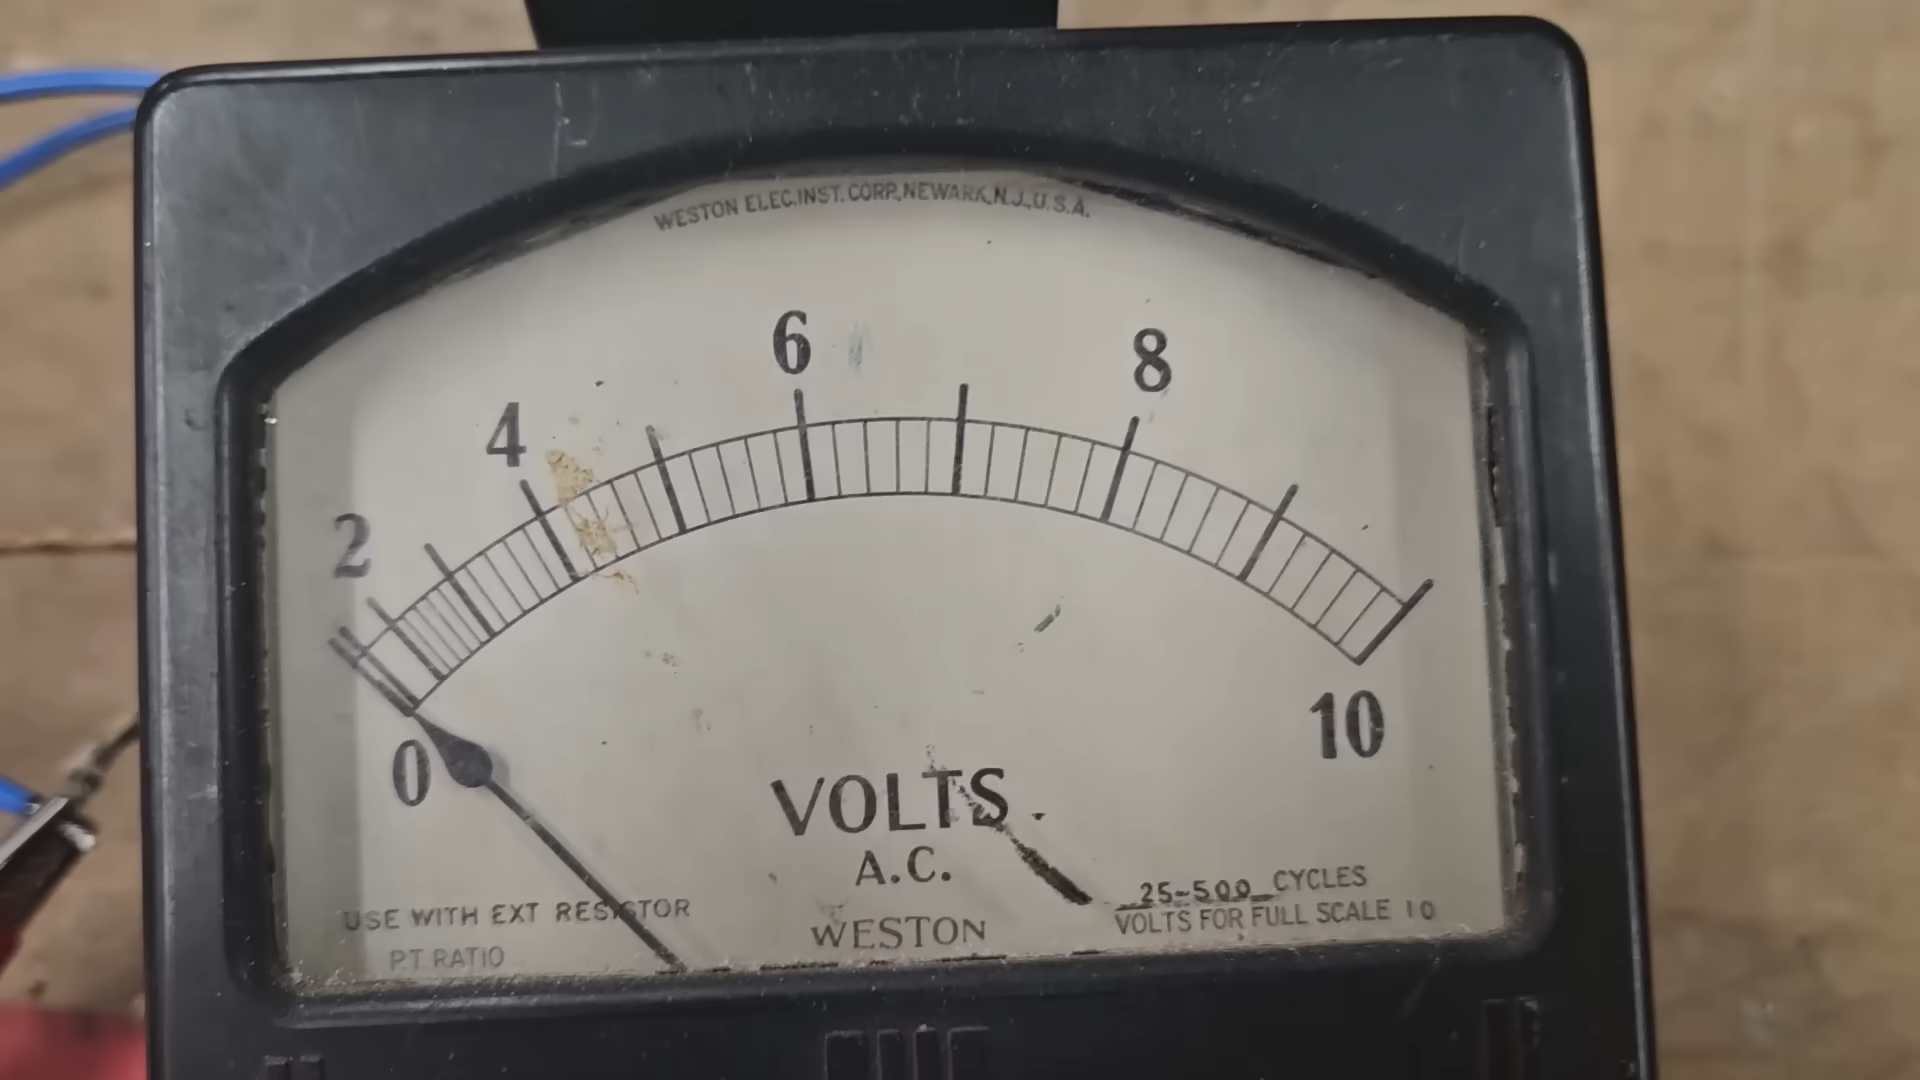 WESTON ELEC.INST. CORP., NEWARK, N.J., U.S.A.
6
8
4
2
10
0
VOLTS
A.C.
25~500 CYCLES
USE WITH EXT RESISTOR
VOLTS FOR FULL SCALE 10
WESTON
PT. RATIO